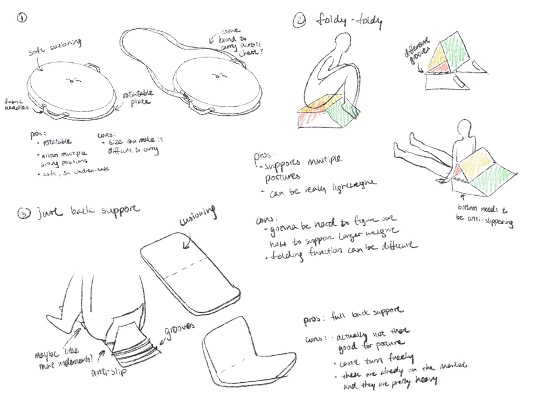 ①
soft cushioning
some
band to
carry across
chest?
fabric
handles
rotatable
plate
pros:
• rotatable
• allows multiple
sitting positions
• safe, so children-safe
cons:
• size can make it
difficult to carry
② foldy-foldy
different
grooves
pros:
• supports multiple
postures
• can be really lightweight
bottom needs to
be anti-slippering
cons:
• gonna be hard to figure out
how to support larger weight
• folding function can be difficult
③ just back support
cushioning
maybe like
more indents?
anti slip
grooves
pros: full back support
cons: • actually not that
good for posture
• can't turn freely
• these are already on the market
and they are pretty heavy